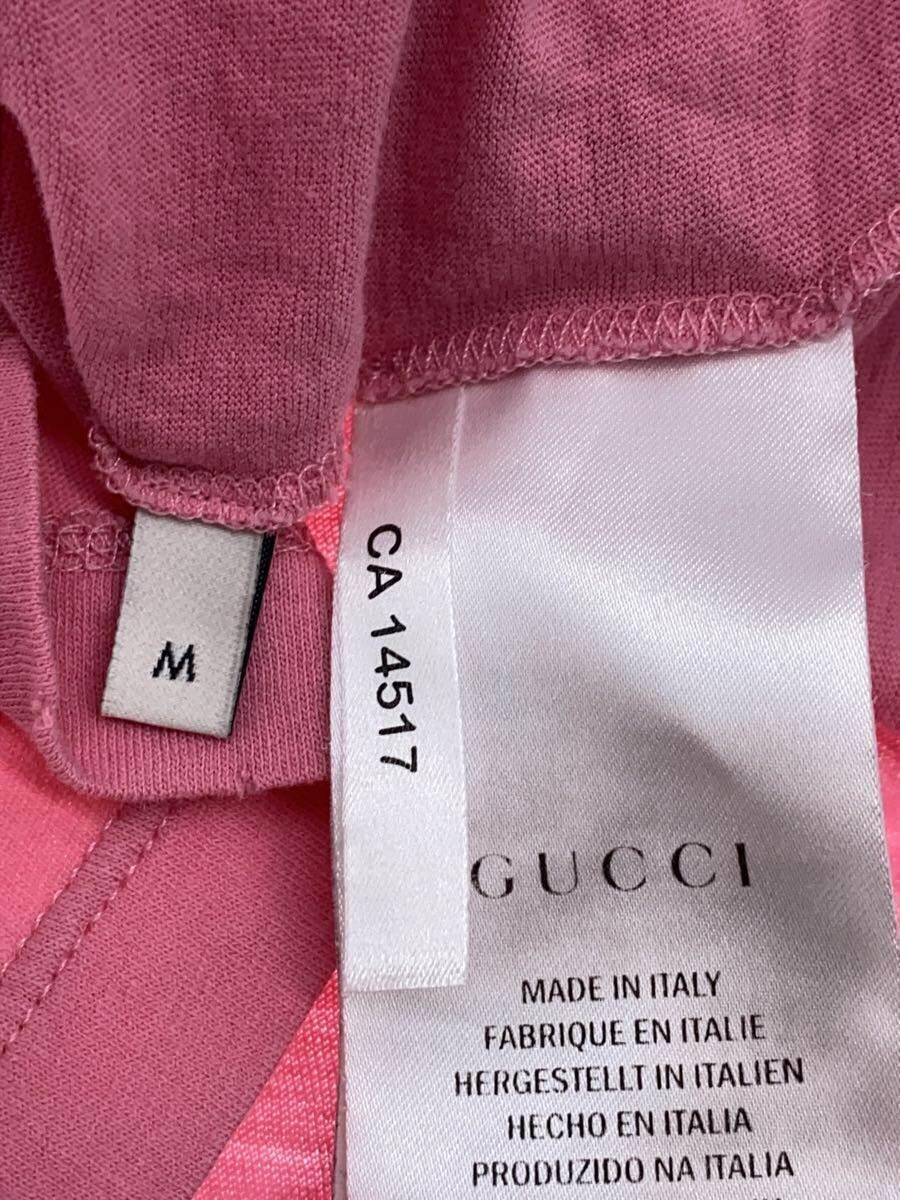 M
CA 14517
GUCCI
MADE IN ITALY
FABRIQUE EN ITALIE
HERGESTELLT IN ITALIEN
HECHO EN ITALIA
PRODUZIDO NA ITALIA